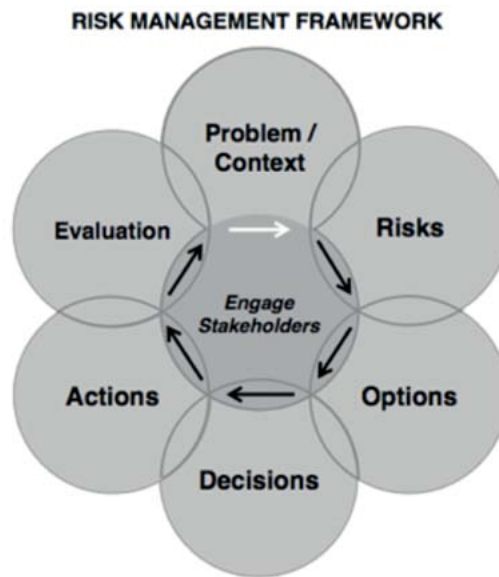 RISK MANAGEMENT FRAMEWORK
Problem /
Context
Risks
Options
Decisions
Actions
Evaluation
Engage
Stakeholders